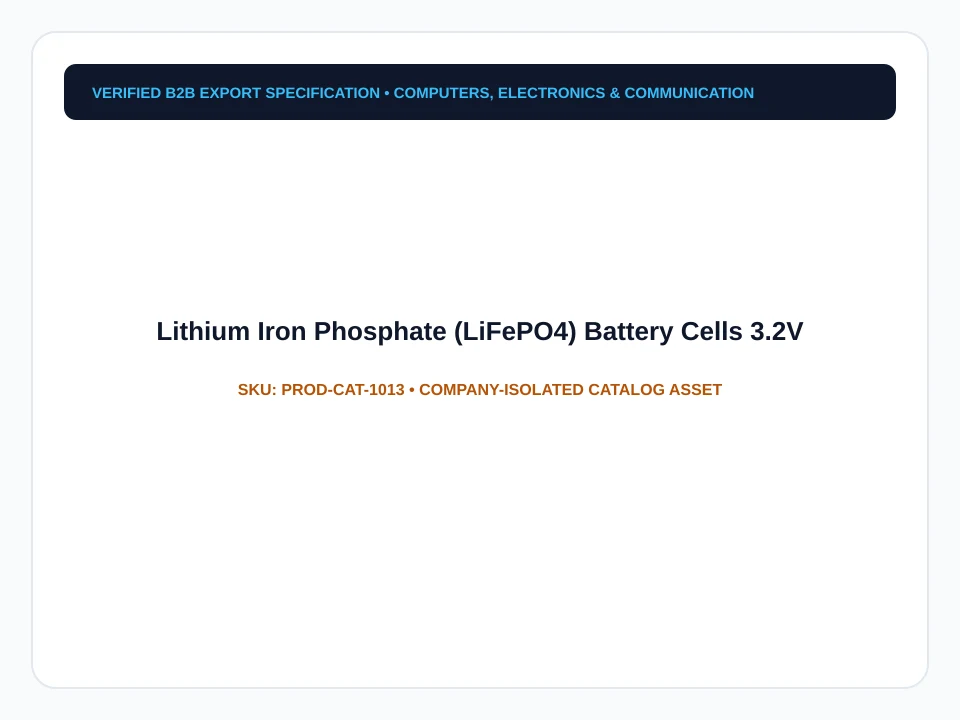 VERIFIED B2B EXPORT SPECIFICATION • COMPUTERS, ELECTRONICS & COMMUNICATION
Lithium Iron Phosphate (LiFePO4) Battery Cells 3.2V
SKU: PROD-CAT-1013 • COMPANY-ISOLATED CATALOG ASSET